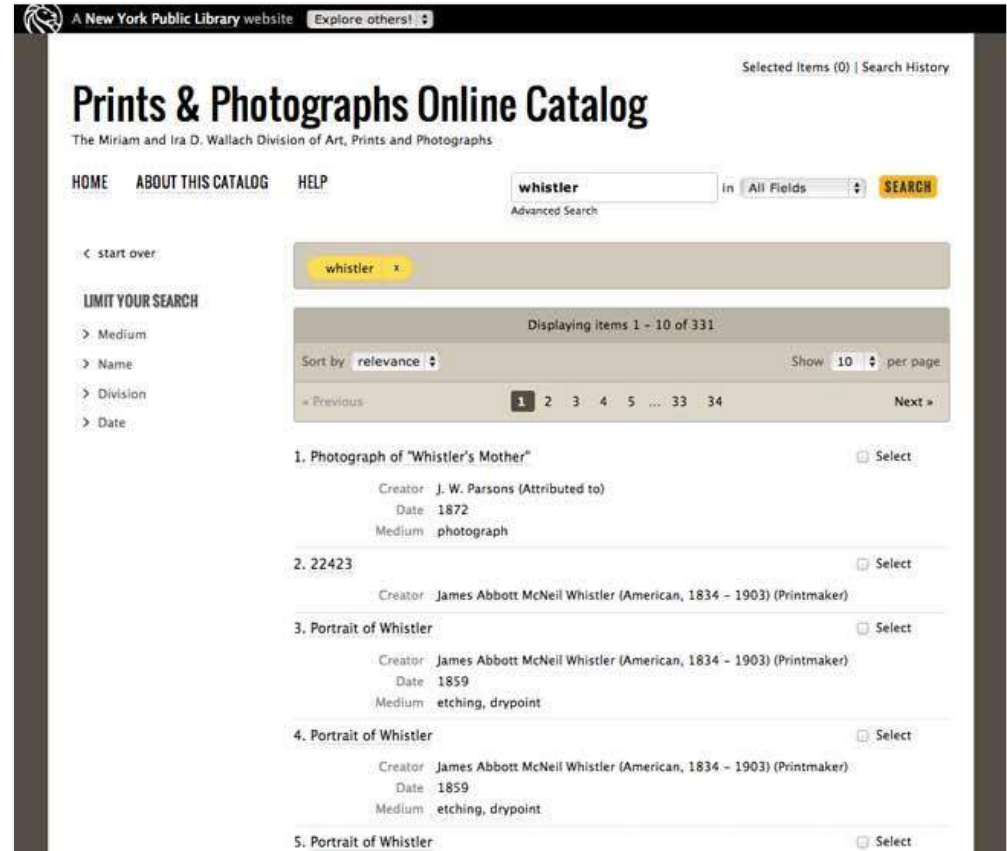 A New York Public Library website Explore others!
Selected Items (0) | Search History
Prints & Photographs Online Catalog
The Miriam and Ira D. Wallach Division of Art, Prints and Photographs
HOME ABOUT THIS CATALOG HELP
whistler in All Fields SEARCH
Advanced Search
< start over
whistler x
LIMIT YOUR SEARCH
> Medium
> Name
> Division
> Date
Displaying items 1 - 10 of 331
Sort by relevance Show 10 per page
« Previous 1 2 3 4 5 ... 33 34 Next »
1. Photograph of "Whistler's Mother" Select
Creator J. W. Parsons (Attributed to)
Date 1872
Medium photograph
2. 22423 Select
Creator James Abbott McNeil Whistler (American, 1834 – 1903) (Printmaker)
3. Portrait of Whistler Select
Creator James Abbott McNeil Whistler (American, 1834 – 1903) (Printmaker)
Date 1859
Medium etching, drypoint
4. Portrait of Whistler Select
Creator James Abbott McNeil Whistler (American, 1834 – 1903) (Printmaker)
Date 1859
Medium etching, drypoint
5. Portrait of Whistler Select